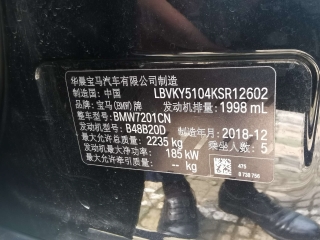 华晨宝马汽车有限公司制造
制造国：中国 LBVKY5104KSR12602
品牌：宝马(BMW)牌 发动机排量：1998 mL
整车型号：BMW7201CN
发动机型号：B48B20D 制造年月：2018-12
最大允许总质量：2235 kg 乘坐人数：5
发动机最大净功率：185 kW
最大允许牵引质量：-- kg
475
B 738 756